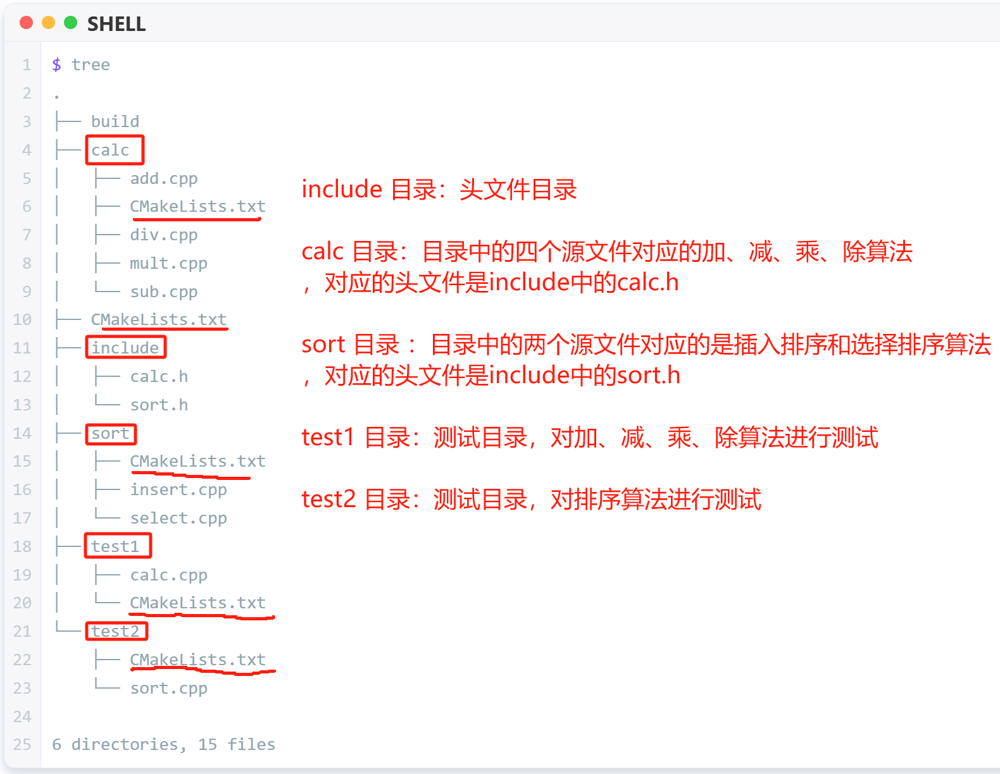 SHELL
1 $ tree
2 .
3 ├── build
4 ├── calc
5 │   ├── add.cpp
include 目录：头文件目录
6 │   ├── CMakeLists.txt
7 │   ├── div.cpp
calc 目录：目录中的四个源文件对应的加、减、乘、除算法
8 │   ├── mult.cpp
，对应的头文件是include中的calc.h
9 │   └── sub.cpp
10 ├── CMakeLists.txt
11 ├── include
sort 目录 ：目录中的两个源文件对应的是插入排序和选择排序算法
12 │   ├── calc.h
，对应的头文件是include中的sort.h
13 │   └── sort.h
14 ├── sort
test1 目录：测试目录，对加、减、乘、除算法进行测试
15 │   ├── CMakeLists.txt
16 │   ├── insert.cpp
test2 目录：测试目录，对排序算法进行测试
17 │   └── select.cpp
18 ├── test1
19 │   ├── calc.cpp
20 │   └── CMakeLists.txt
21 └── test2
22     ├── CMakeLists.txt
23     └── sort.cpp
24
25 6 directories, 15 files